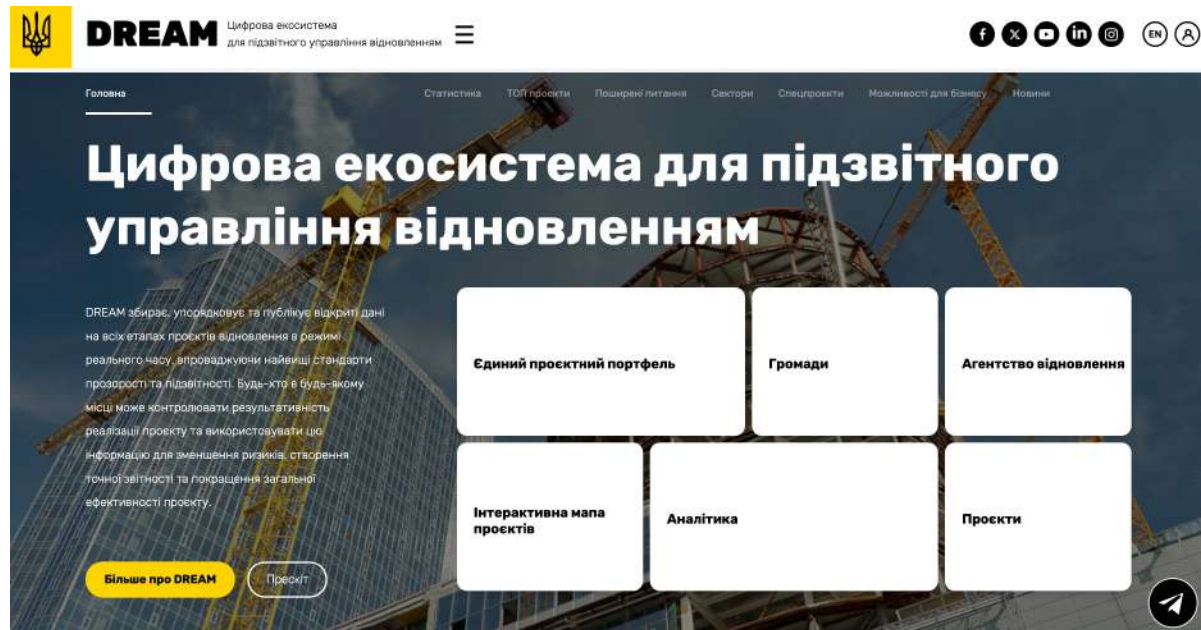 DREAM
Цифрова екосистема
для підзвітного управління відновленням
EN
Головна
Статистика
ТОП проєкти
Поширені питання
Сектори
Спецпроєкти
Можливості для бізнесу
Новини
Цифрова екосистема для підзвітного
управління відновленням
DREAM збирає, упорядковує та публікує відкриті дані
на всіх етапах проєктів відновлення в режимі
реального часу, впроваджуючи найвищі стандарти
прозорості та підзвітності. Будь-хто в будь-якому
місці може контролювати результативність
реалізації проєкту та використовувати цю
інформацію для зменшення ризиків, створення
точної звітності та покращення загальної
ефективності проєкту.
Більше про DREAM
Прескіт
Єдиний проєктний портфель
Громади
Агентство відновлення
Інтерактивна мапа
проєктів
Аналітика
Проєкти